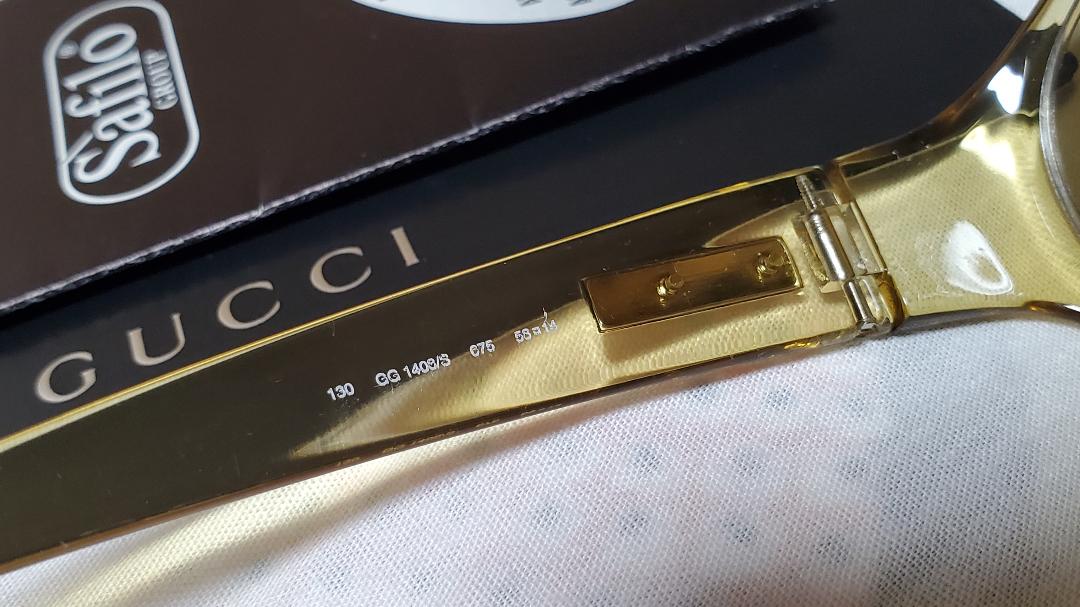 Safilo
GROUP
GUCCI
130 GG 1408/S 675 58□14